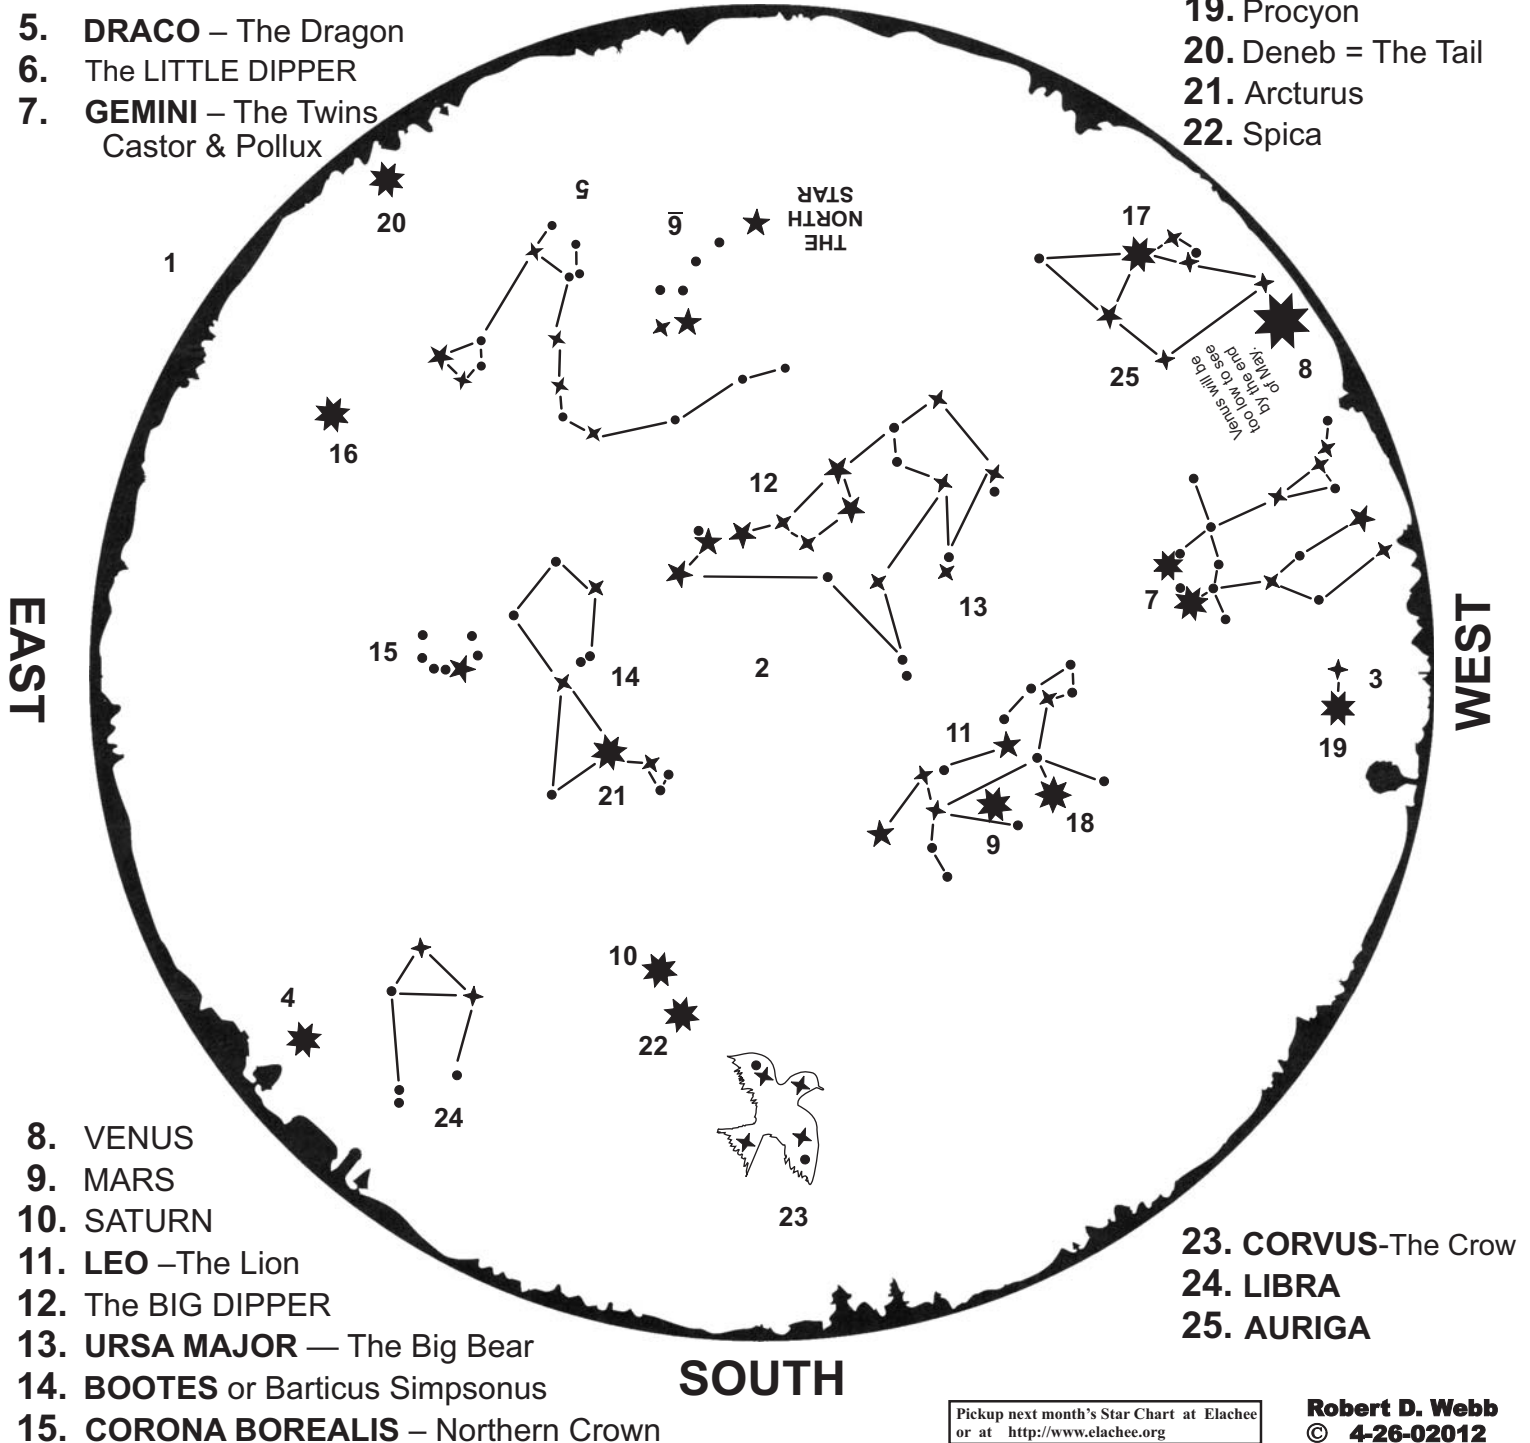 5. DRACO – The Dragon
6. The LITTLE DIPPER
7. GEMINI – The Twins
Castor & Pollux
19. Procyon
20. Deneb = The Tail
21. Arcturus
22. Spica
20
5
6
THE
NORTH
STAR
17
1
25
8
Venus will be
too low to see
by the end
of May.
16
12
13
7
EAST
WEST
15
14
2
3
11
19
21
18
9
10
4
22
24
23
8. VENUS
9. MARS
10. SATURN
11. LEO –The Lion
12. The BIG DIPPER
13. URSA MAJOR — The Big Bear
14. BOOTES or Barticus Simpsonus
15. CORONA BOREALIS – Northern Crown
SOUTH
23. CORVUS-The Crow
24. LIBRA
25. AURIGA
Pickup next month's Star Chart at Elachee
or at http://www.elachee.org
Robert D. Webb
© 4-26-02012